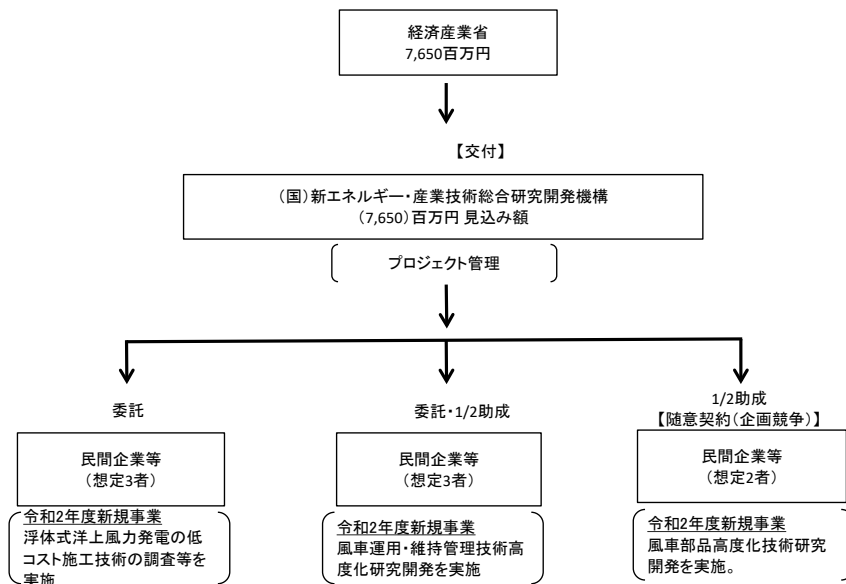 経済産業省
7,650百万円
【交付】
(国)新エネルギー・産業技術総合研究開発機構
(7,650)百万円 見込み額
プロジェクト管理
委託
民間企業等
(想定3者)
令和2年度新規事業
浮体式洋上風力発電の低
コスト施工技術の調査等を
実施
委託・1/2助成
民間企業等
(想定3者)
令和2年度新規事業
風車運用・維持管理技術高
度化研究開発を実施
1/2助成
【随意契約(企画競争)】
民間企業等
(想定2者)
令和2年度新規事業
風車部品高度化技術研究
開発を実施。